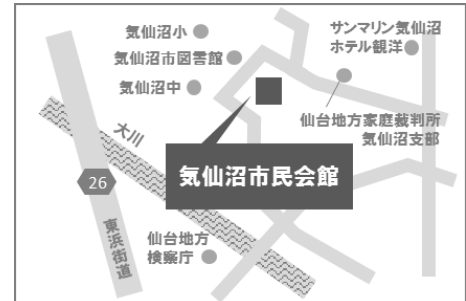 気仙沼小
サンマリン気仙沼
ホテル観洋
気仙沼市図書館
気仙沼中
仙台地方家庭裁判所
気仙沼支部
大川
気仙沼市民会館
26
東浜街道
仙台地方
検察庁